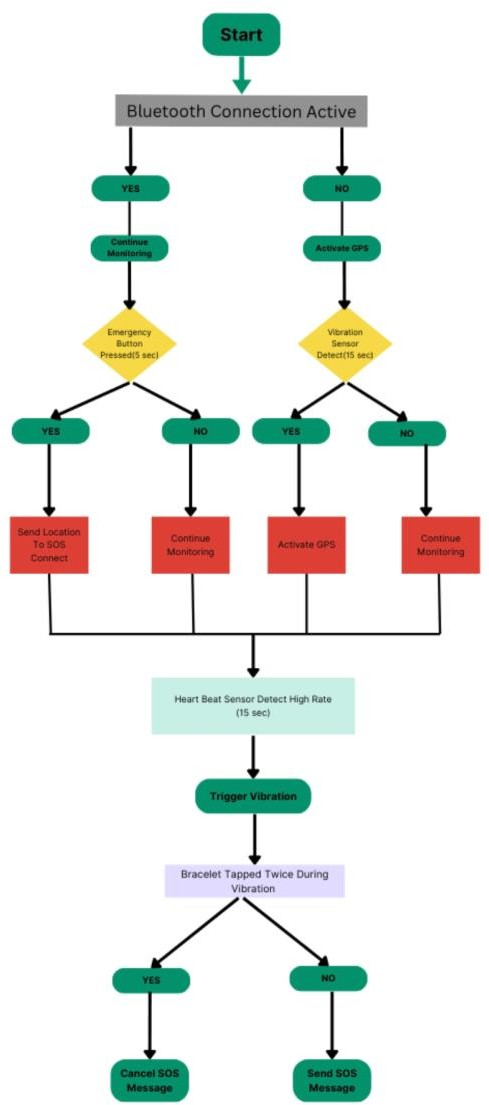 Start
Bluetooth Connection Active
YES
NO
Continue
Monitoring
Activate GPS
Emergency
Button
Pressed(5 sec)
Vibration
Sensor
Detect(15 sec)
YES
NO
YES
NO
Send Location
To SOS
Connect
Continue
Monitoring
Activate GPS
Continue
Monitoring
Heart Beat Sensor Detect High Rate
(15 sec)
Trigger Vibration
Bracelet Tapped Twice During
Vibration
YES
NO
Cancel SOS
Message
Send SOS
Message